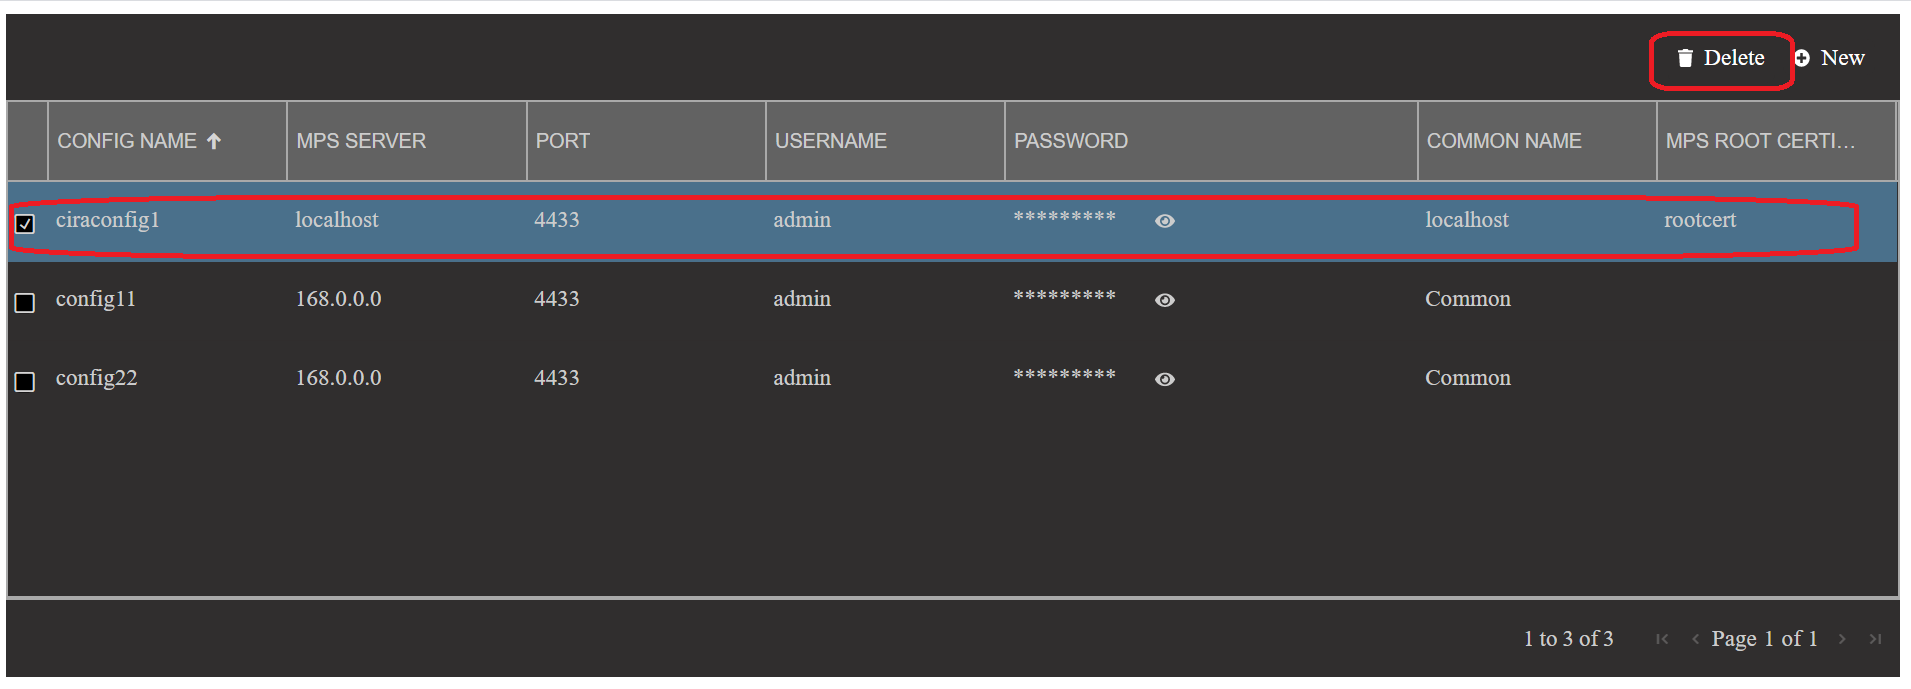 Delete New
CONFIG NAME MPS SERVER PORT USERNAME PASSWORD COMMON NAME MPS ROOT CERTI...
ciraconfig1 localhost 4433 admin ********* localhost rootcert
config11 168.0.0.0 4433 admin ********* Common
config22 168.0.0.0 4433 admin ********* Common
1 to 3 of 3 Page 1 of 1